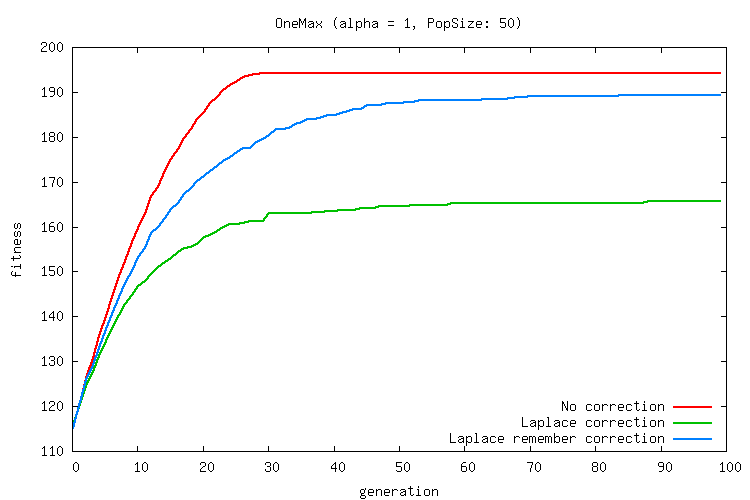 OneMax (alpha = 1, PopSize: 50)
200
190
180
170
160
150
140
130
120
110
fitness
No correction
Laplace correction
Laplace remember correction
0 10 20 30 40 50 60 70 80 90 100
generation